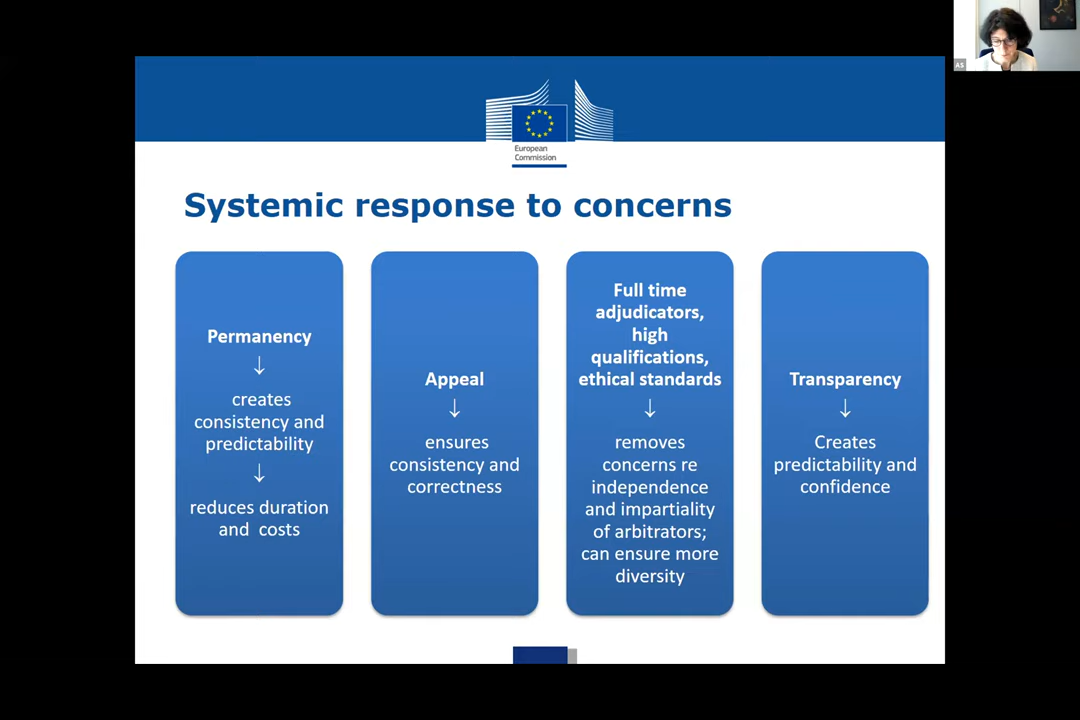 AS
European
Commission
Systemic response to concerns
Permanency
↓
creates
consistency and
predictability
↓
reduces duration
and costs
Appeal
↓
ensures
consistency and
correctness
Full time
adjudicators,
high
qualifications,
ethical standards
↓
removes
concerns re
independence
and impartiality
of arbitrators;
can ensure more
diversity
Transparency
↓
Creates
predictability and
confidence